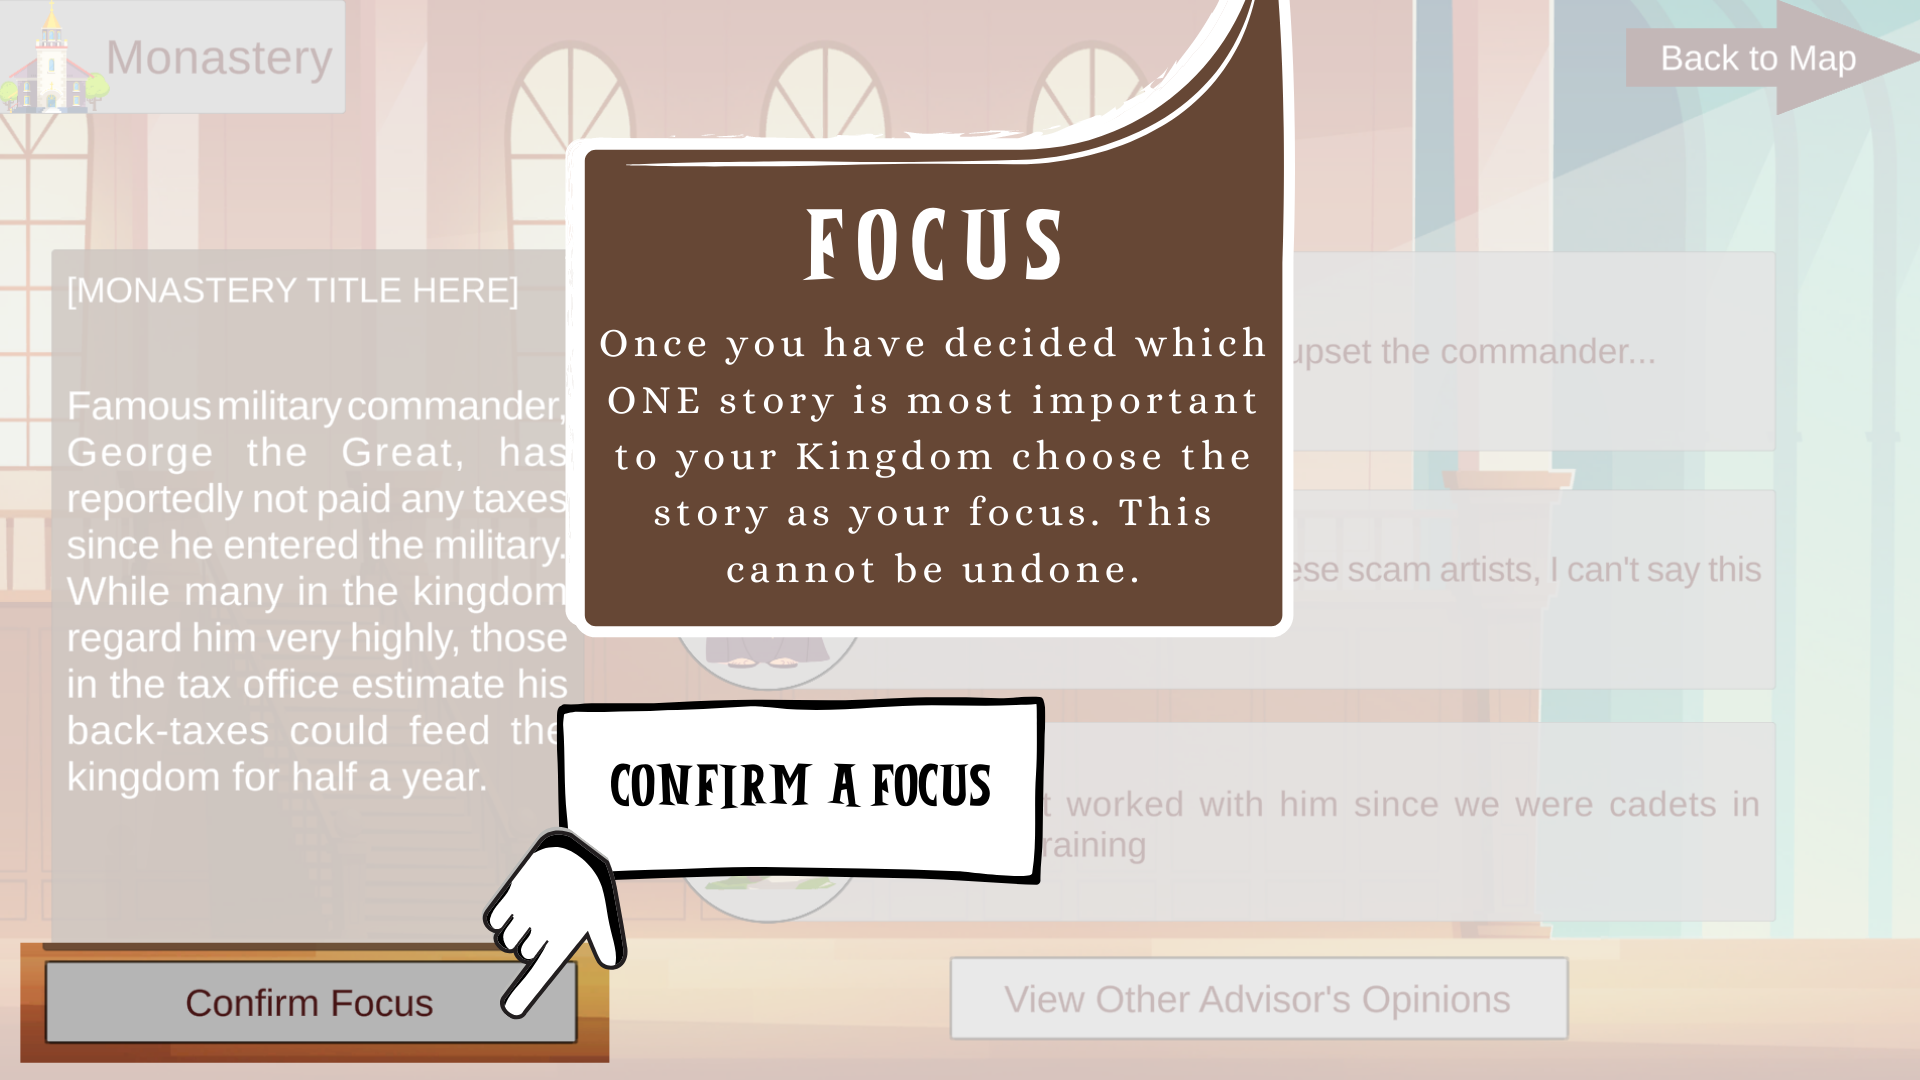 Monastery
Back to Map
FOCUS
Once you have decided which
ONE story is most important
to your Kingdom choose the
story as your focus. This
cannot be undone.
[MONASTERY TITLE HERE]
Famous military commander,
George the Great, has
reportedly not paid any taxes
since he entered the military.
While many in the kingdom
regard him very highly, those
in the tax office estimate his
back-taxes could feed the
kingdom for half a year.
upset the commander...
ese scam artists, I can't say this
t worked with him since we were cadets in
raining
CONFIRM A FOCUS
Confirm Focus
View Other Advisor's Opinions